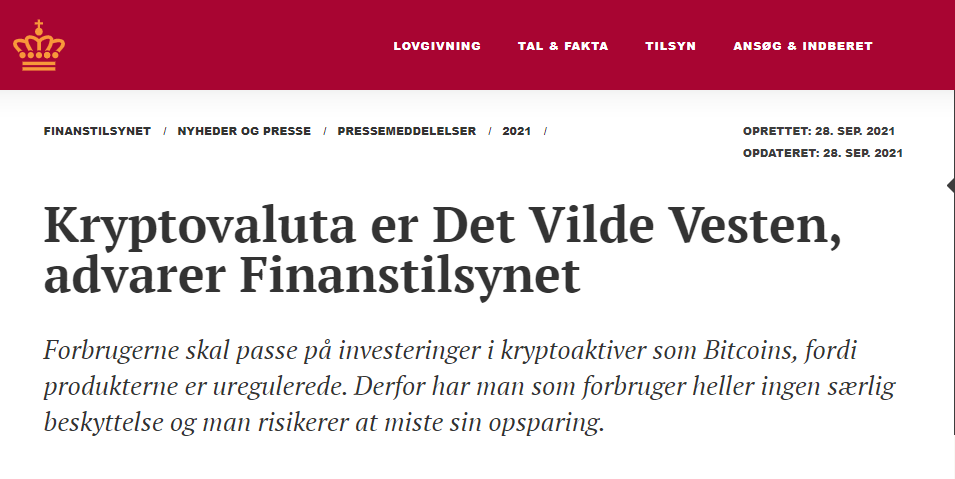 LOVGIVNING TAL & FAKTA TILSYN ANSØG & INDBERET
FINANSTILSYNET / NYHEDER OG PRESSE / PRESSEMEDDELELSER / 2021 /
OPRETTET: 28. SEP. 2021
OPDATERET: 28. SEP. 2021
Kryptovaluta er Det Vilde Vesten,
advarer Finanstilsynet
Forbrugerne skal passe på investeringer i kryptoaktiver som Bitcoins, fordi
produkterne er uregulerede. Derfor har man som forbruger heller ingen særlig
beskyttelse og man risikerer at miste sin opsparing.